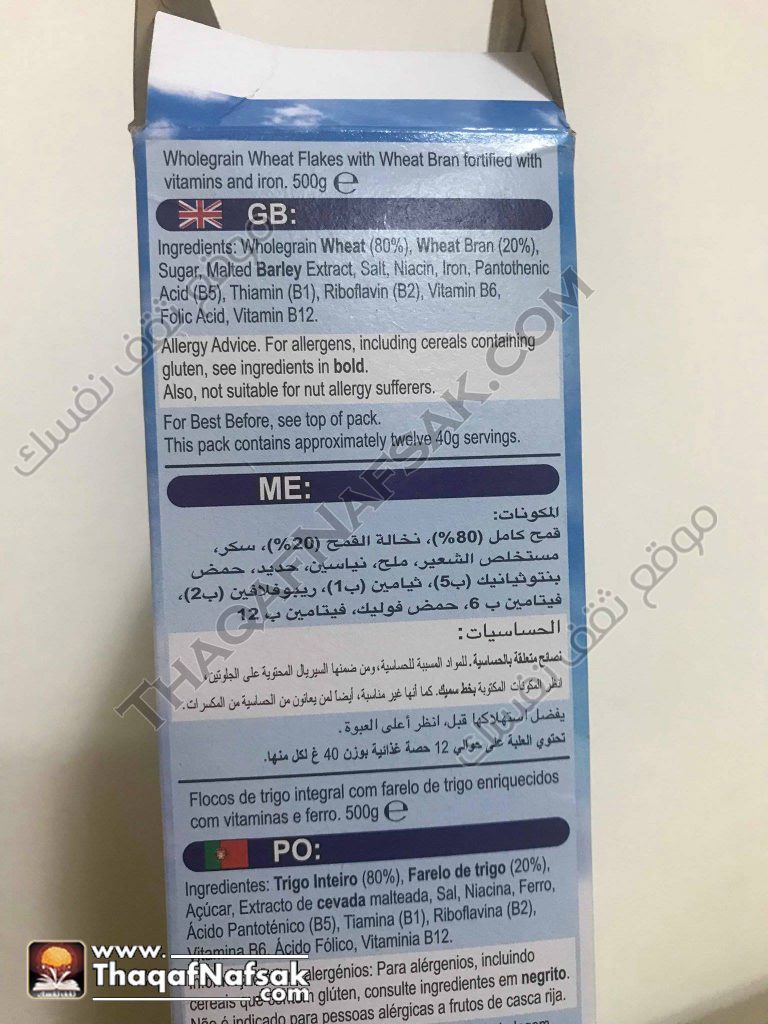 Wholegrain Wheat Flakes with Wheat Bran fortified with
vitamins and iron. 500g ℮
GB:
Ingredients: Wholegrain Wheat (80%), Wheat Bran (20%),
Sugar, Malted Barley Extract, Salt, Niacin, Iron, Pantothenic
Acid (B5), Thiamin (B1), Riboflavin (B2), Vitamin B6,
Folic Acid, Vitamin B12.
Allergy Advice. For allergens, including cereals containing
gluten, see ingredients in bold.
Also, not suitable for nut allergy sufferers.
For Best Before, see top of pack.
This pack contains approximately twelve 40g servings.
ME:
المكونات:
قمح كامل (80%)، نخالة القمح (20%)، سكر،
مستخلص الشعير، ملح، نياسين، حديد، حمض
بنتوثيانيك (ب5)، ثيامين (ب1)، ريبوفلافين (ب2)،
فيتامين ب 6، حمض فوليك، فيتامين ب 12
الحساسيات:
نصائح متعلقة بالحساسية. للمواد المسببة للحساسية، ومن ضمنها السيريال المحتوية على الجلوتين،
انظر المكونات المكتوبة بخط سميك. كما أنها غير مناسبة، أيضاً لمن يعانون من الحساسية من المكسرات.
يفضل استهلاكها قبل، انظر أعلى العبوة.
تحتوي العلبة على حوالي 12 حصة غذائية بوزن 40 غ لكل منها.
Flocos de trigo integral com farelo de trigo enriquecidos
com vitaminas e ferro. 500g ℮
PO:
Ingredientes: Trigo Inteiro (80%), Farelo de trigo (20%),
Açúcar, Extracto de cevada malteada, Sal, Niacina, Ferro,
Ácido Pantoténico (B5), Tiamina (B1), Riboflavina (B2),
Vitamina B6, Ácido Fólico, Vitaminia B12.
alergénios: Para alérgenios, incluindo
cereais que glúten, consulte ingredientes em negrito.
Não é indicado para pessoas alérgicas a frutos de casca rija.
موقع ثقف نفسك
THAQAFNAFSAK.COM
موقع ثقف نفسك
www.
ThaqafNafsak
.com
ثقف نفسك